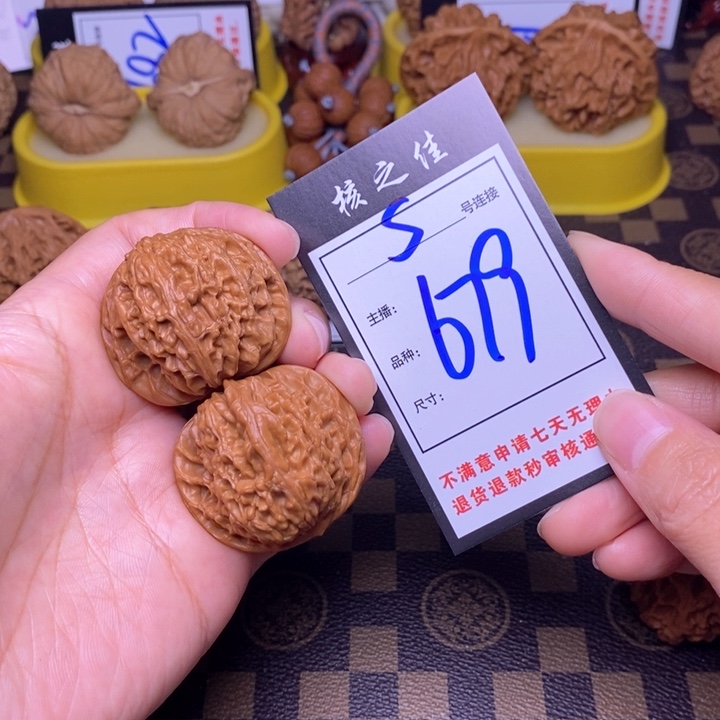 核之佳
5 号连接
主播:
品种:
尺寸:
679
不满意申请七天无理
退货退款秒审核通